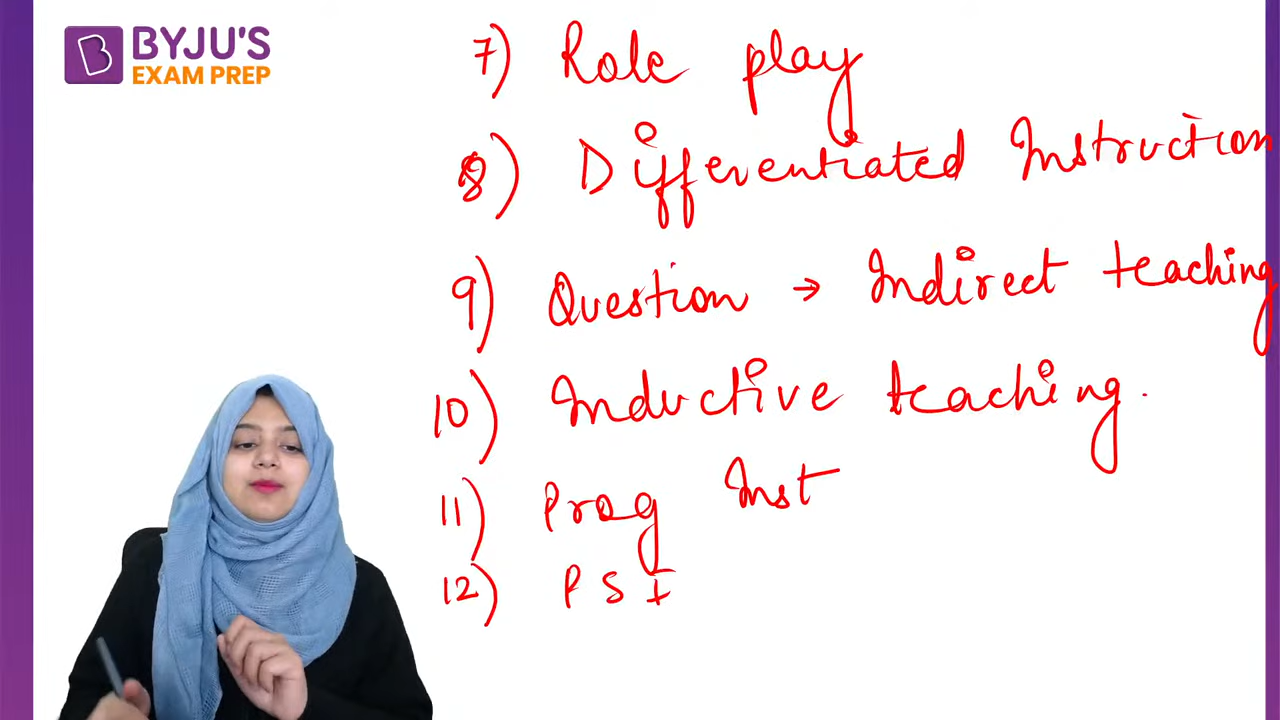 BYJU'S
EXAM PREP
7) Role play
8) Differentiated Instruction
9) Question → Indirect teaching
10) Inductive teaching.
11) Prog Inst
12) PSI